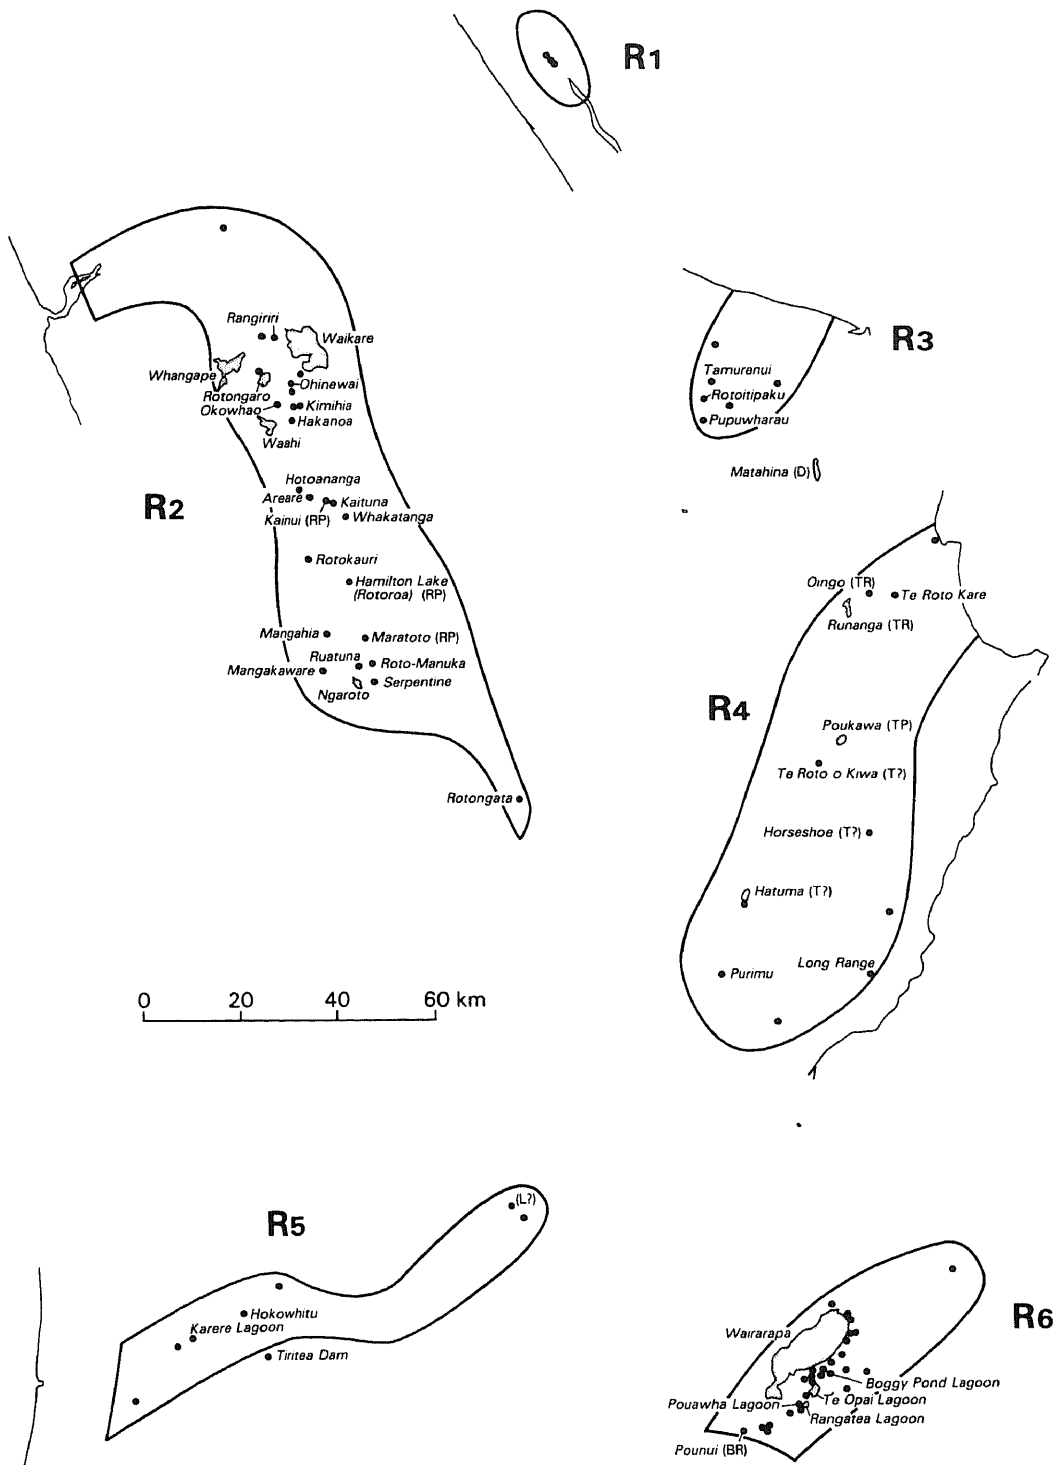 R1
Rangiriri
Waikare
Whangape
Rotongaro
Ohinewai
Okowhao
Kimihia
Hakanoa
Waahi
R2
Hotoananga
Areare
Kaituna
Kainui (RP)
Whakatanga
Rotokauri
Hamilton Lake
(Rotoroa) (RP)
Mangahia
Maratoto (RP)
Ruatuna
Roto-Manuka
Mangakaware
Serpentine
Ngaroto
Rotongata
R3
Tamurenui
Rotoitipaku
Pupuwharau
Matahina (D)
Oingo (TR)
Te Roto Kare
Runanga (TR)
R4
Poukawa (TP)
Te Roto o Kiwa (T?)
Horseshoe (T?)
Hatuma (T?)
Long Range
Purimu
0 20 40 60 km
(L?)
R5
Hokowhitu
Karere Lagoon
Tiritea Dam
R6
Wairarapa
Boggy Pond Lagoon
Te Opai Lagoon
Pouawha Lagoon
Rangatea Lagoon
Pounui (BR)